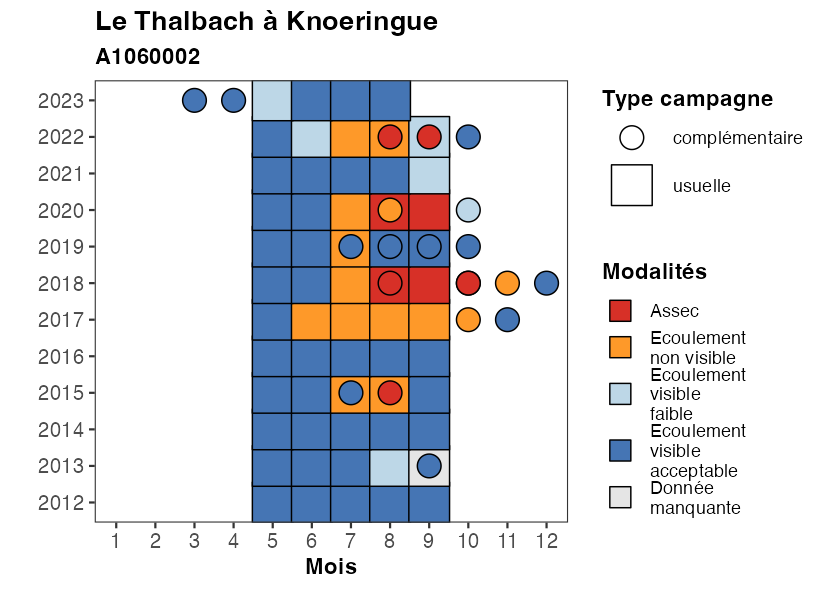 Le Thalbach à Knoeringue
A1060002
2023
2022
2021
2020
2019
2018
2017
2016
2015
2014
2013
2012
1 2 3 4 5 6 7 8 9 10 11 12
Mois
Type campagne
complémentaire
usuelle
Modalités
Assec
Ecoulement
non visible
Ecoulement
visible
faible
Ecoulement
visible
acceptable
Donnée
manquante